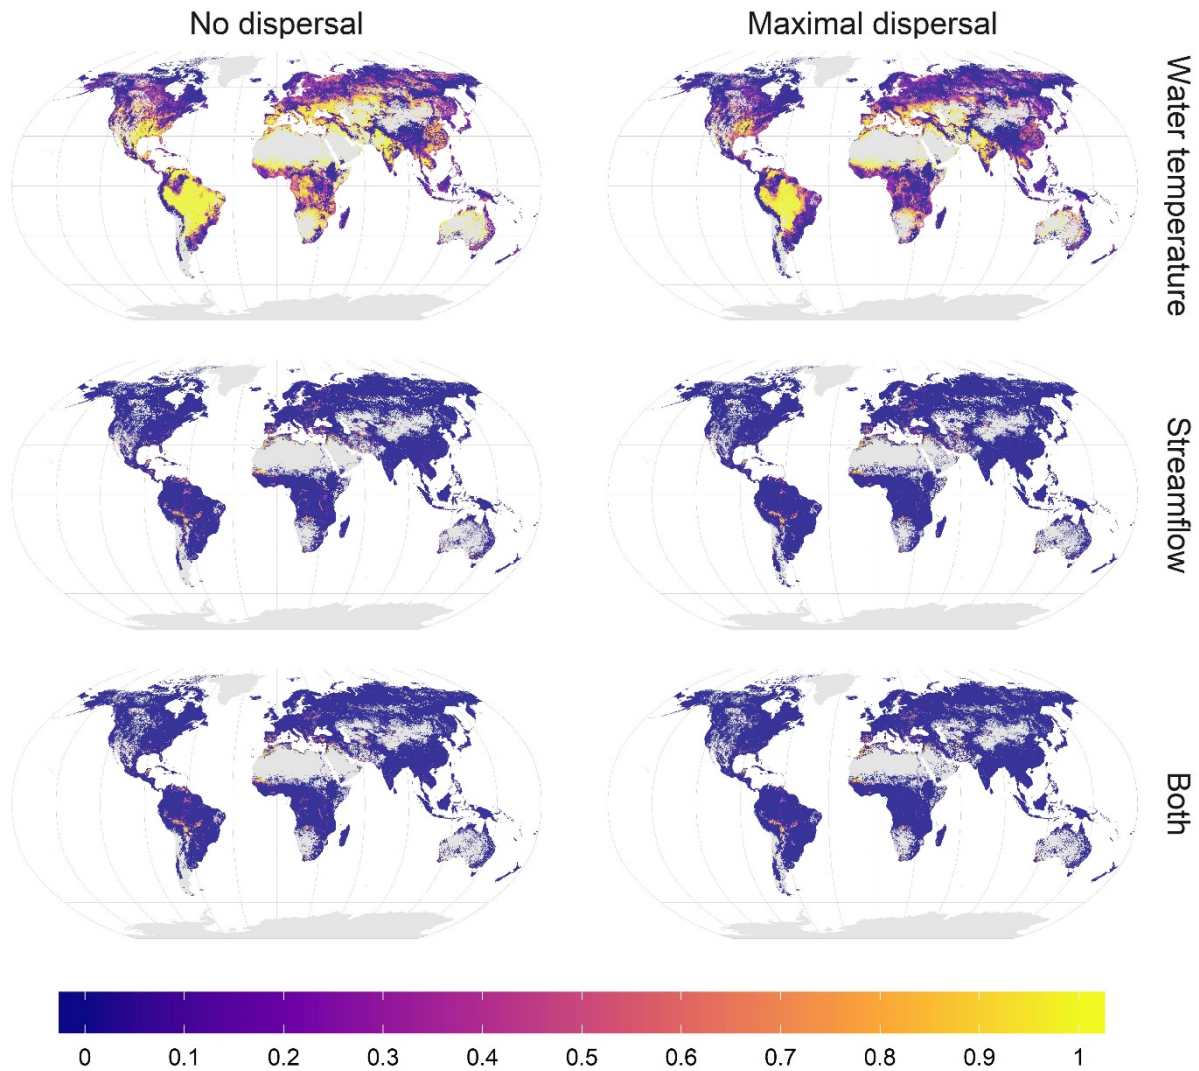 No dispersal
Maximal dispersal
Water temperature
Streamflow
Both
0 0.1 0.2 0.3 0.4 0.5 0.6 0.7 0.8 0.9 1